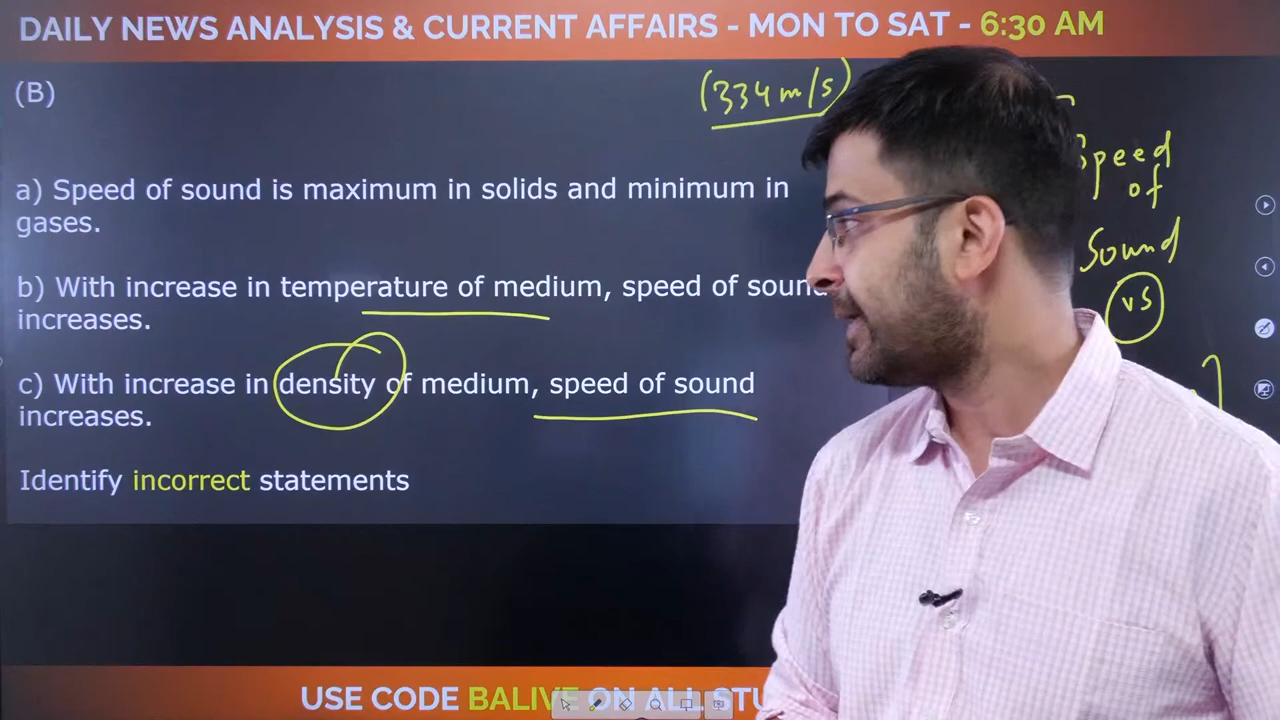 DAILY NEWS ANALYSIS & CURRENT AFFAIRS - MON TO SAT - 6:30 AM
(B)
(334 m/s)
Speed
of
Sound
vs
a) Speed of sound is maximum in solids and minimum in
gases.
b) With increase in temperature of medium, speed of sound
increases.
c) With increase in density of medium, speed of sound
increases.
Identify incorrect statements
USE CODE BALIVE ON ALL STU